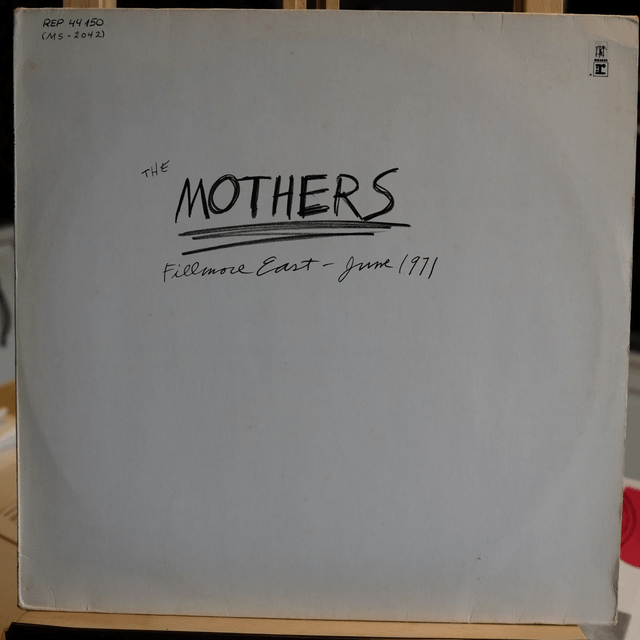 REP 44 150
(MS-2042)
THE
MOTHERS
Fillmore East - June 1971